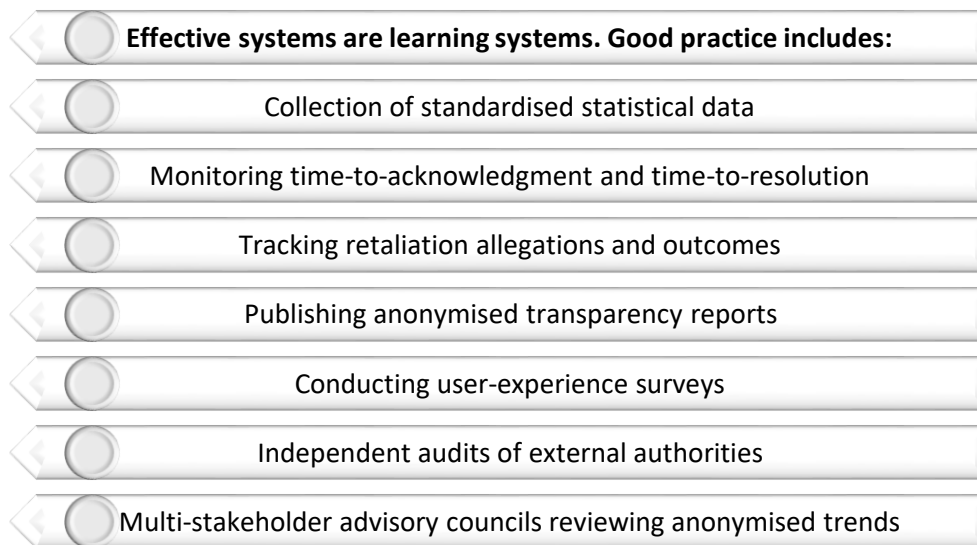 Effective systems are learning systems. Good practice includes:
Collection of standardised statistical data
Monitoring time-to-acknowledgment and time-to-resolution
Tracking retaliation allegations and outcomes
Publishing anonymised transparency reports
Conducting user-experience surveys
Independent audits of external authorities
Multi-stakeholder advisory councils reviewing anonymised trends